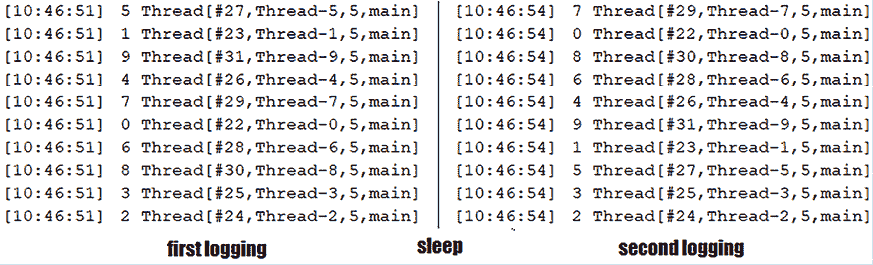 [10:46:51] 5 Thread[#27,Thread-5,5,main]
[10:46:51] 1 Thread[#23,Thread-1,5,main]
[10:46:51] 9 Thread[#31,Thread-9,5,main]
[10:46:51] 4 Thread[#26,Thread-4,5,main]
[10:46:51] 7 Thread[#29,Thread-7,5,main]
[10:46:51] 0 Thread[#22,Thread-0,5,main]
[10:46:51] 6 Thread[#28,Thread-6,5,main]
[10:46:51] 8 Thread[#30,Thread-8,5,main]
[10:46:51] 3 Thread[#25,Thread-3,5,main]
[10:46:51] 2 Thread[#24,Thread-2,5,main]
first logging
sleep
[10:46:54] 7 Thread[#29,Thread-7,5,main]
[10:46:54] 0 Thread[#22,Thread-0,5,main]
[10:46:54] 8 Thread[#30,Thread-8,5,main]
[10:46:54] 6 Thread[#28,Thread-6,5,main]
[10:46:54] 4 Thread[#26,Thread-4,5,main]
[10:46:54] 9 Thread[#31,Thread-9,5,main]
[10:46:54] 1 Thread[#23,Thread-1,5,main]
[10:46:54] 5 Thread[#27,Thread-5,5,main]
[10:46:54] 3 Thread[#25,Thread-3,5,main]
[10:46:54] 2 Thread[#24,Thread-2,5,main]
second logging